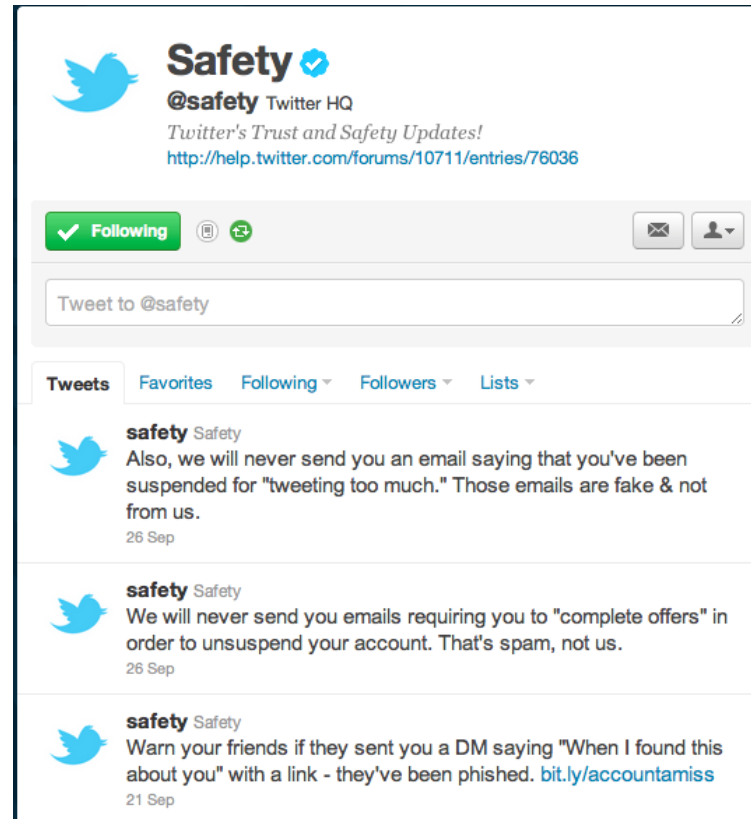 Safety
@safety Twitter HQ
Twitter's Trust and Safety Updates!
http://help.twitter.com/forums/10711/entries/76036
Following
Tweet to @safety
Tweets Favorites Following Followers Lists
safety Safety
Also, we will never send you an email saying that you've been
suspended for "tweeting too much." Those emails are fake & not
from us.
26 Sep
safety Safety
We will never send you emails requiring you to "complete offers" in
order to unsuspend your account. That's spam, not us.
26 Sep
safety Safety
Warn your friends if they sent you a DM saying "When I found this
about you" with a link - they've been phished. bit.ly/accountamiss
21 Sep